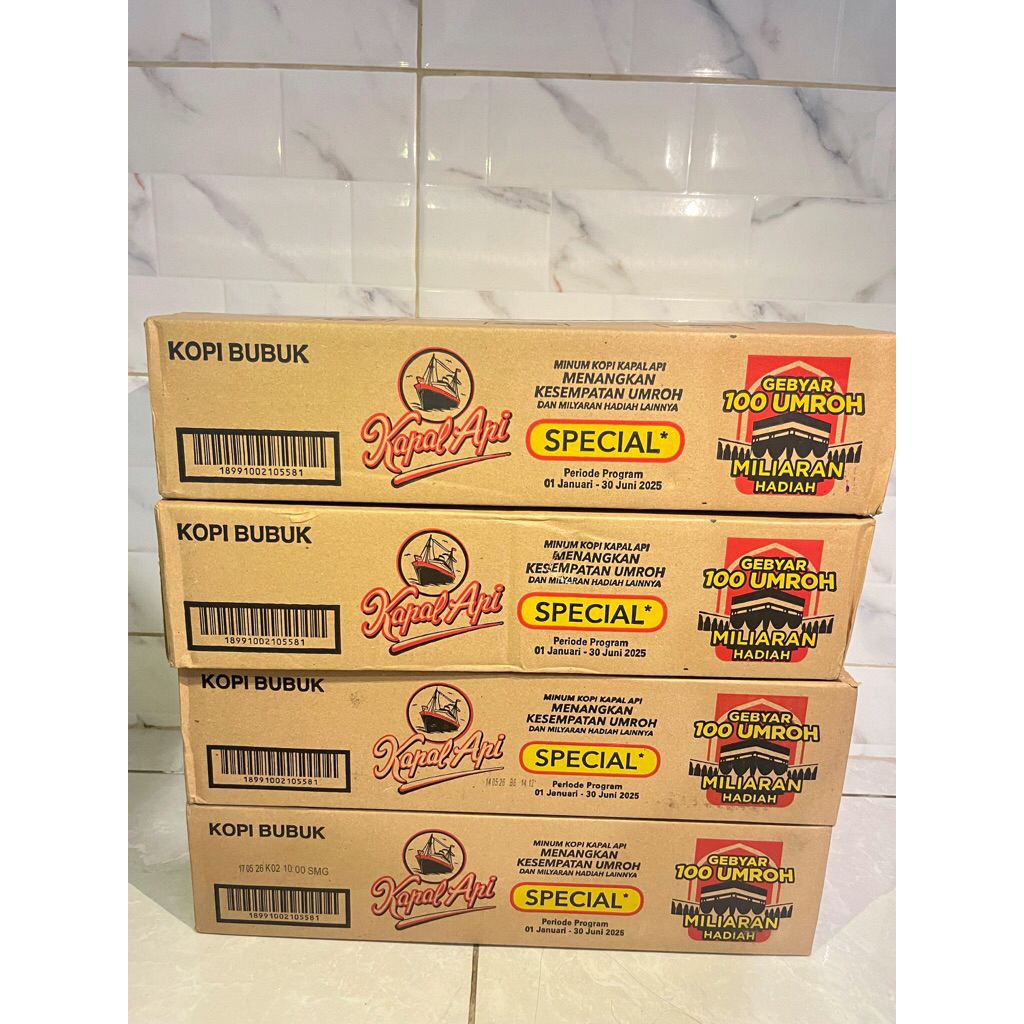 KOPI BUBUK
18991002105581
Kapal Api
MINUM KOPI KAPAL API
MENANGKAN
KESEMPATAN UMROH
DAN MILYARAN HADIAH LAINNYA
SPECIAL*
Periode Program
01 Januari - 30 Juni 2025
GEBYAR
100 UMROH
MILIARAN
HADIAH
KOPI BUBUK
18991002105581
Kapal Api
MINUM KOPI KAPAL API
MENANGKAN
KESEMPATAN UMROH
DAN MILYARAN HADIAH LAINNYA
SPECIAL*
Periode Program
01 Januari - 30 Juni 2025
GEBYAR
100 UMROH
MILIARAN
HADIAH
KOPI BUBUK
18991002105581
Kapal Api
14 05 26
MINUM KOPI KAPAL API
MENANGKAN
KESEMPATAN UMROH
DAN MILYARAN HADIAH LAINNYA
SPECIAL*
Periode Program
01 Januari - 30 Juni 2025
GEBYAR
100 UMROH
MILIARAN
HADIAH
KOPI BUBUK
17 05 26 K02 10:00 SMG
18991002105581
Kapal Api
MINUM KOPI KAPAL API
MENANGKAN
KESEMPATAN UMROH
DAN MILYARAN HADIAH LAINNYA
SPECIAL*
Periode Program
01 Januari - 30 Juni 2025
GEBYAR
100 UMROH
MILIARAN
HADIAH